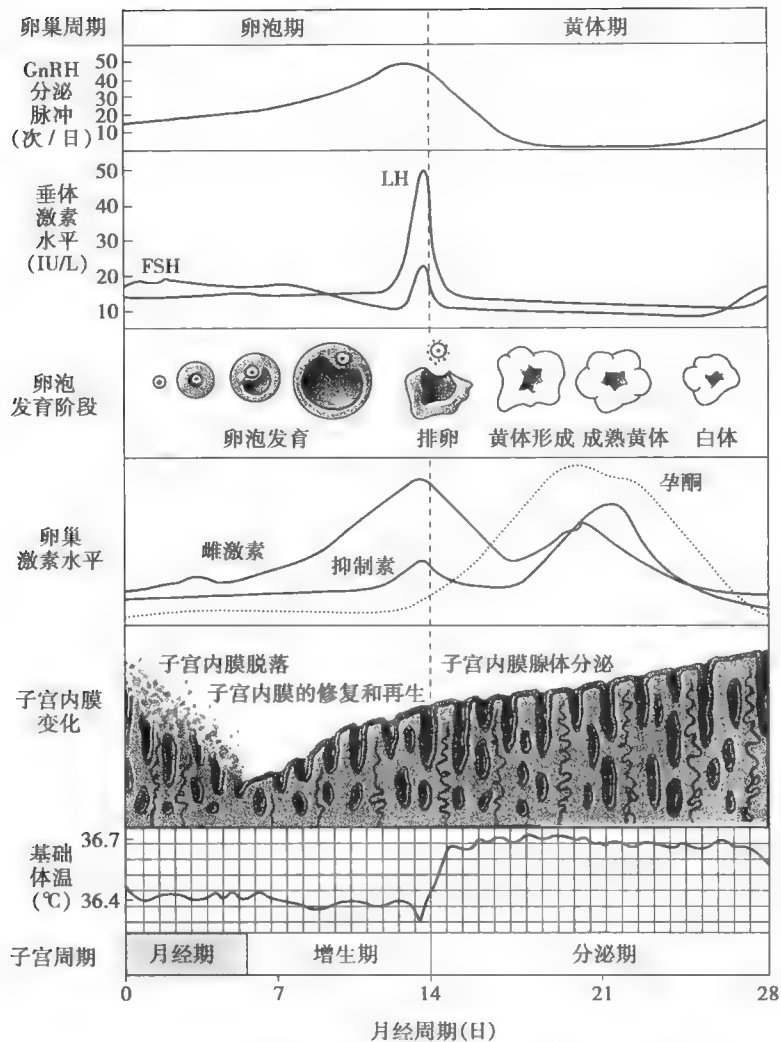 卵巢周期 卵泡期 黄体期
GnRH
分泌
脉冲
(次/日)
50
40
30
20
10
垂体
激素
水平
(IU/L)
50
40
30
20
10
LH
FSH
卵泡
发育阶段
卵泡发育 排卵 黄体形成 成熟黄体 白体
卵巢
激素水平
孕酮
雌激素
抑制素
子宫内膜
变化
子宫内膜脱落
子宫内膜的修复和再生
子宫内膜腺体分泌
基础
体温
(℃)
36.7
36.4
子宫周期 月经期 增生期 分泌期
0 7 14 21 28
月经周期(日)